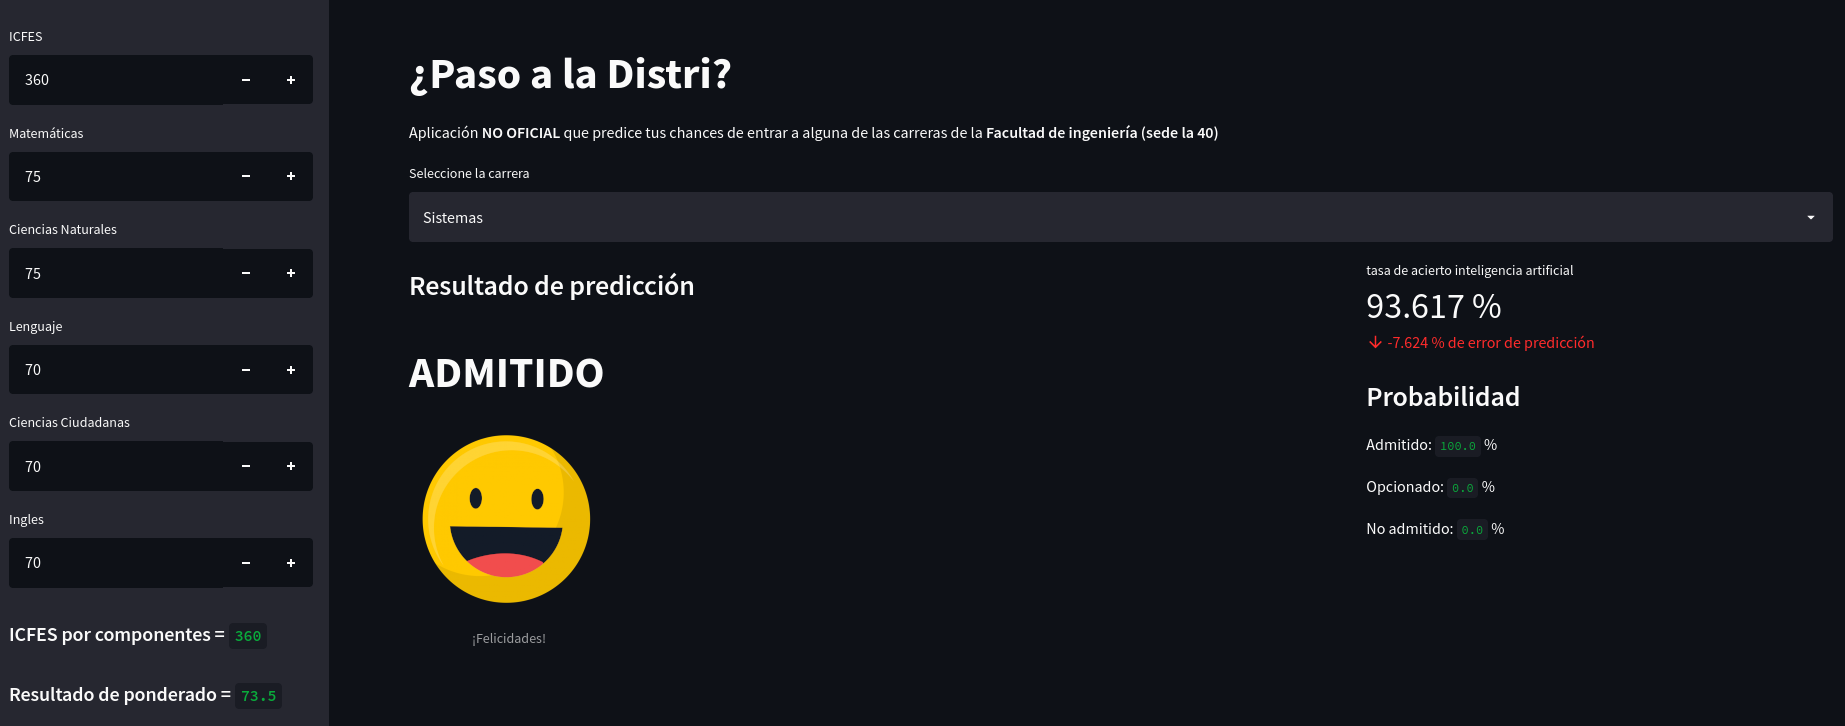 ICFES
360
Matemáticas
75
Ciencias Naturales
75
Lenguaje
70
Ciencias Ciudadanas
70
Ingles
70
ICFES por componentes = 360
Resultado de ponderado = 73.5
¿Paso a la Distri?
Aplicación NO OFICIAL que predice tus chances de entrar a alguna de las carreras de la Facultad de ingeniería (sede la 40)
Seleccione la carrera
Sistemas
Resultado de predicción
ADMITIDO
¡Felicidades!
tasa de acierto inteligencia artificial
93.617 %
-7.624 % de error de predicción
Probabilidad
Admitido: 100.0 %
Opcionado: 0.0 %
No admitido: 0.0 %